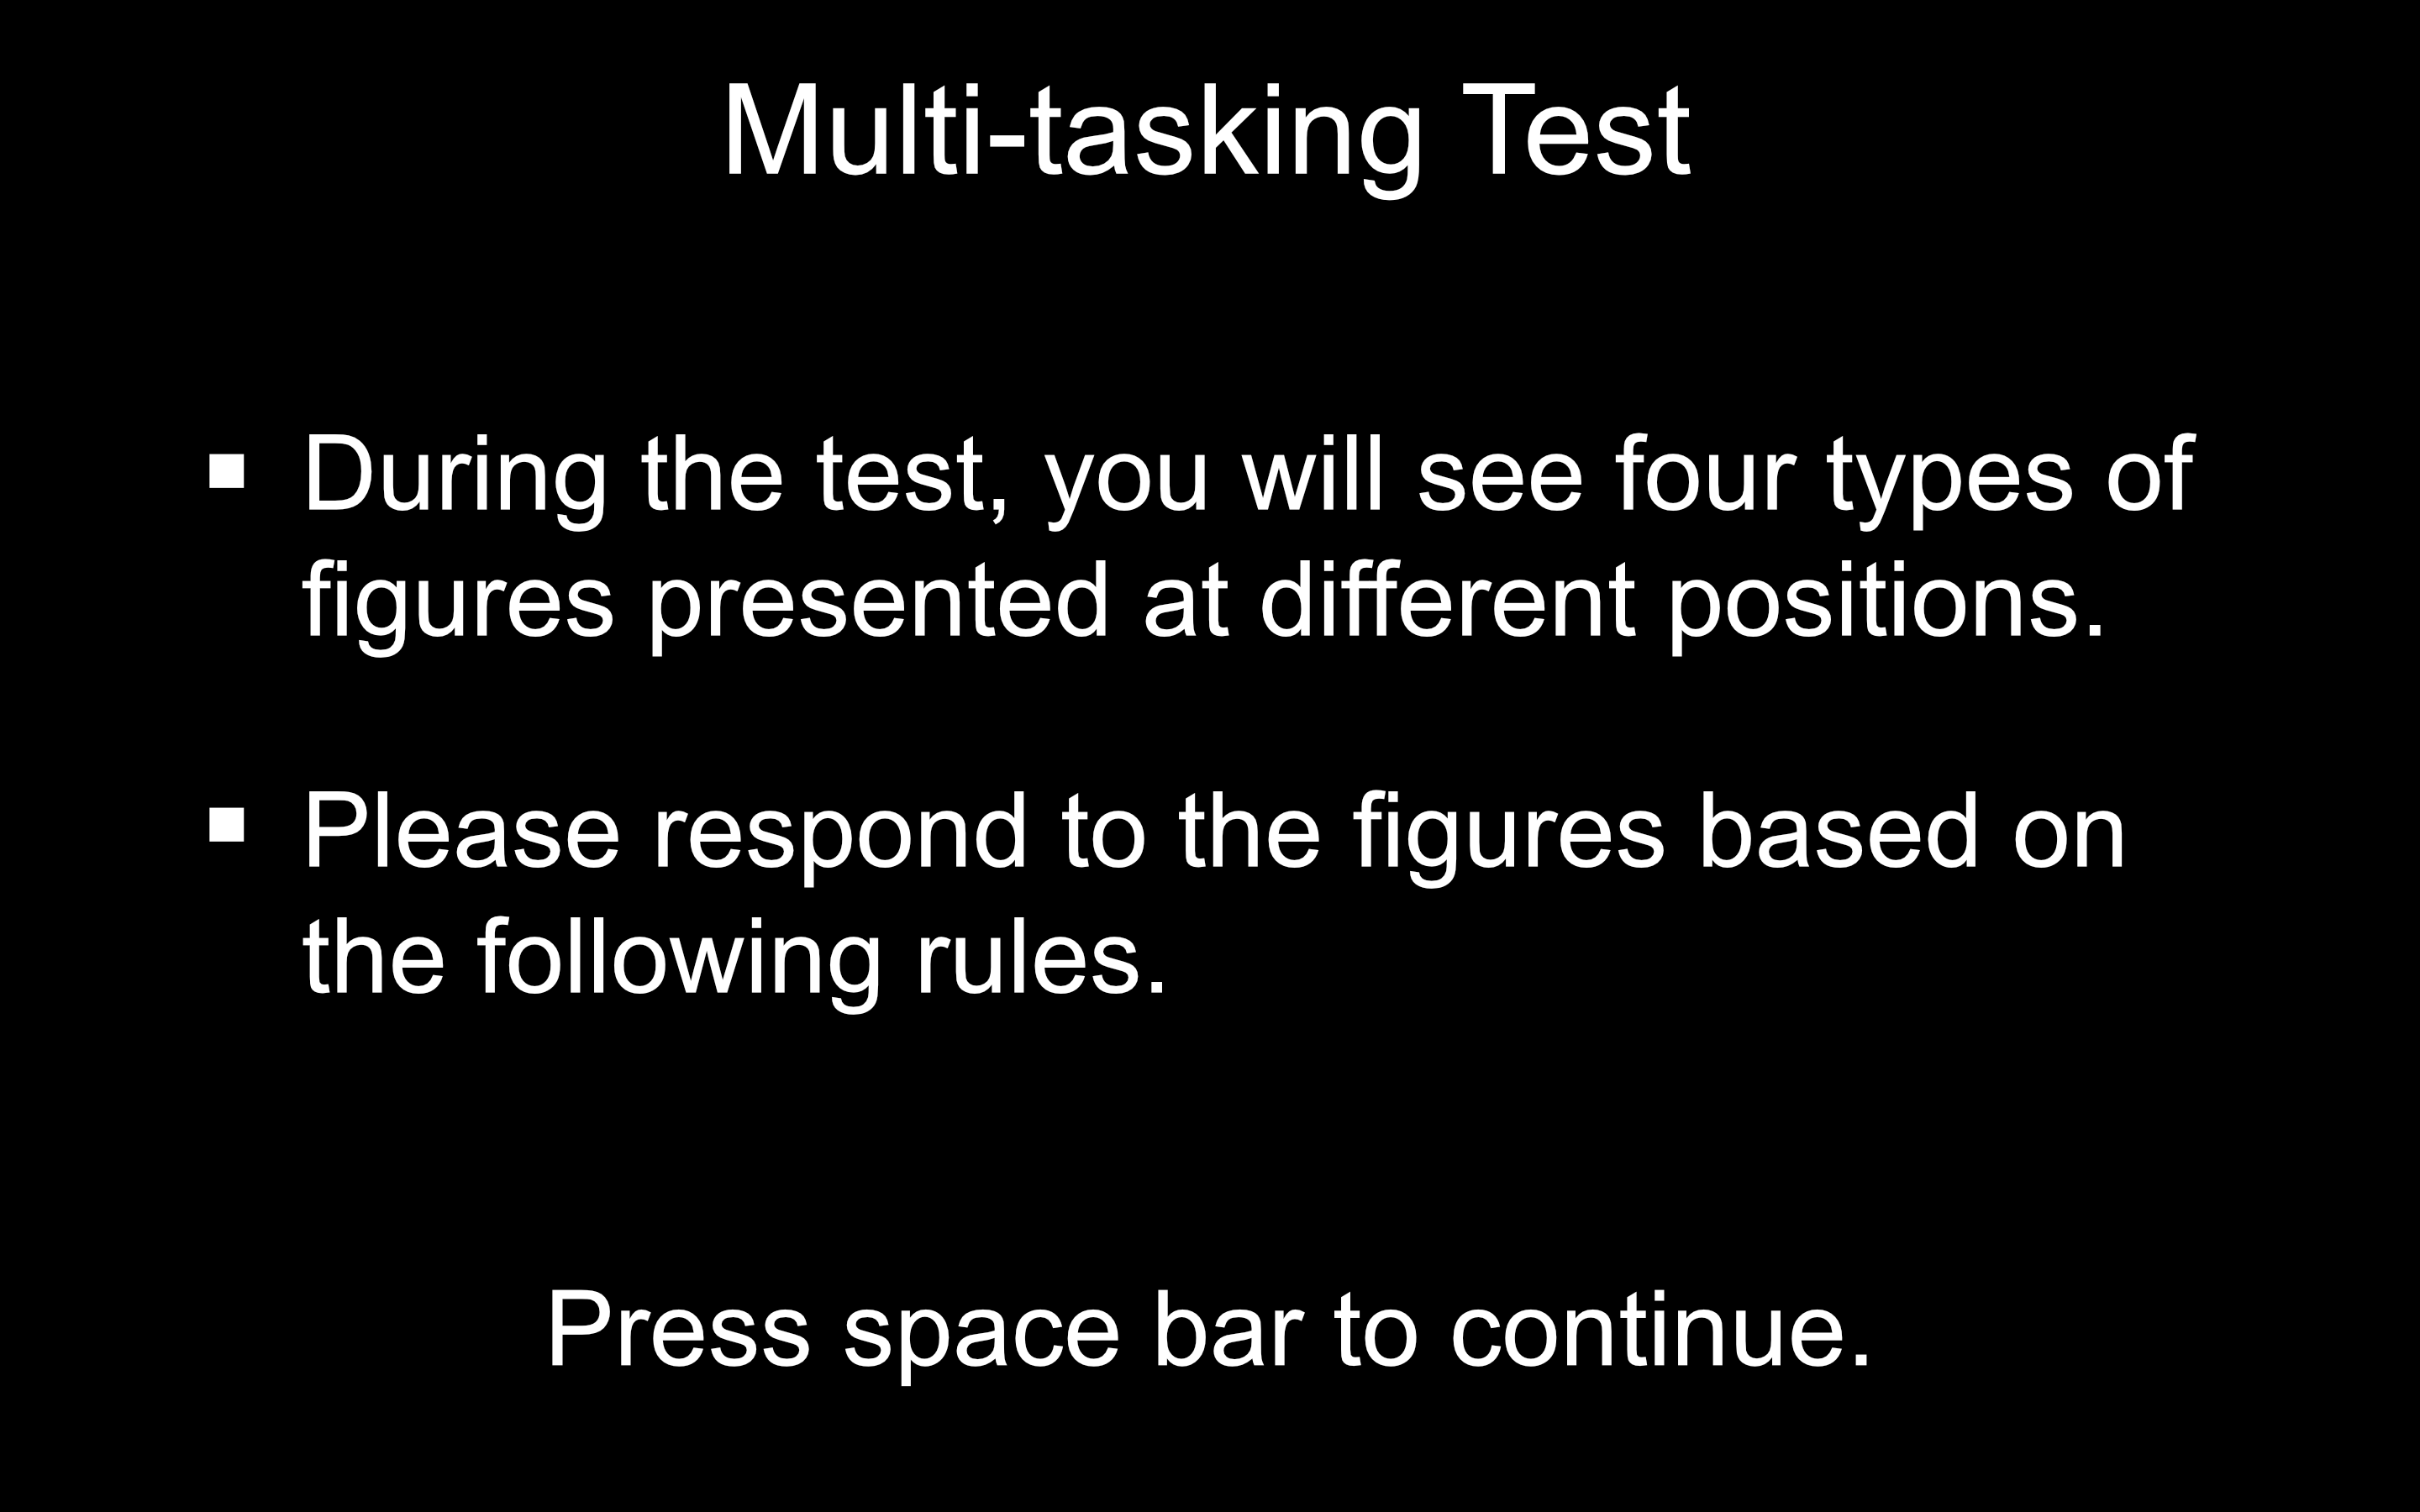 Multi-tasking Test
▪ During the test, you will see four types of
figures presented at different positions.
▪ Please respond to the figures based on
the following rules.
Press space bar to continue.